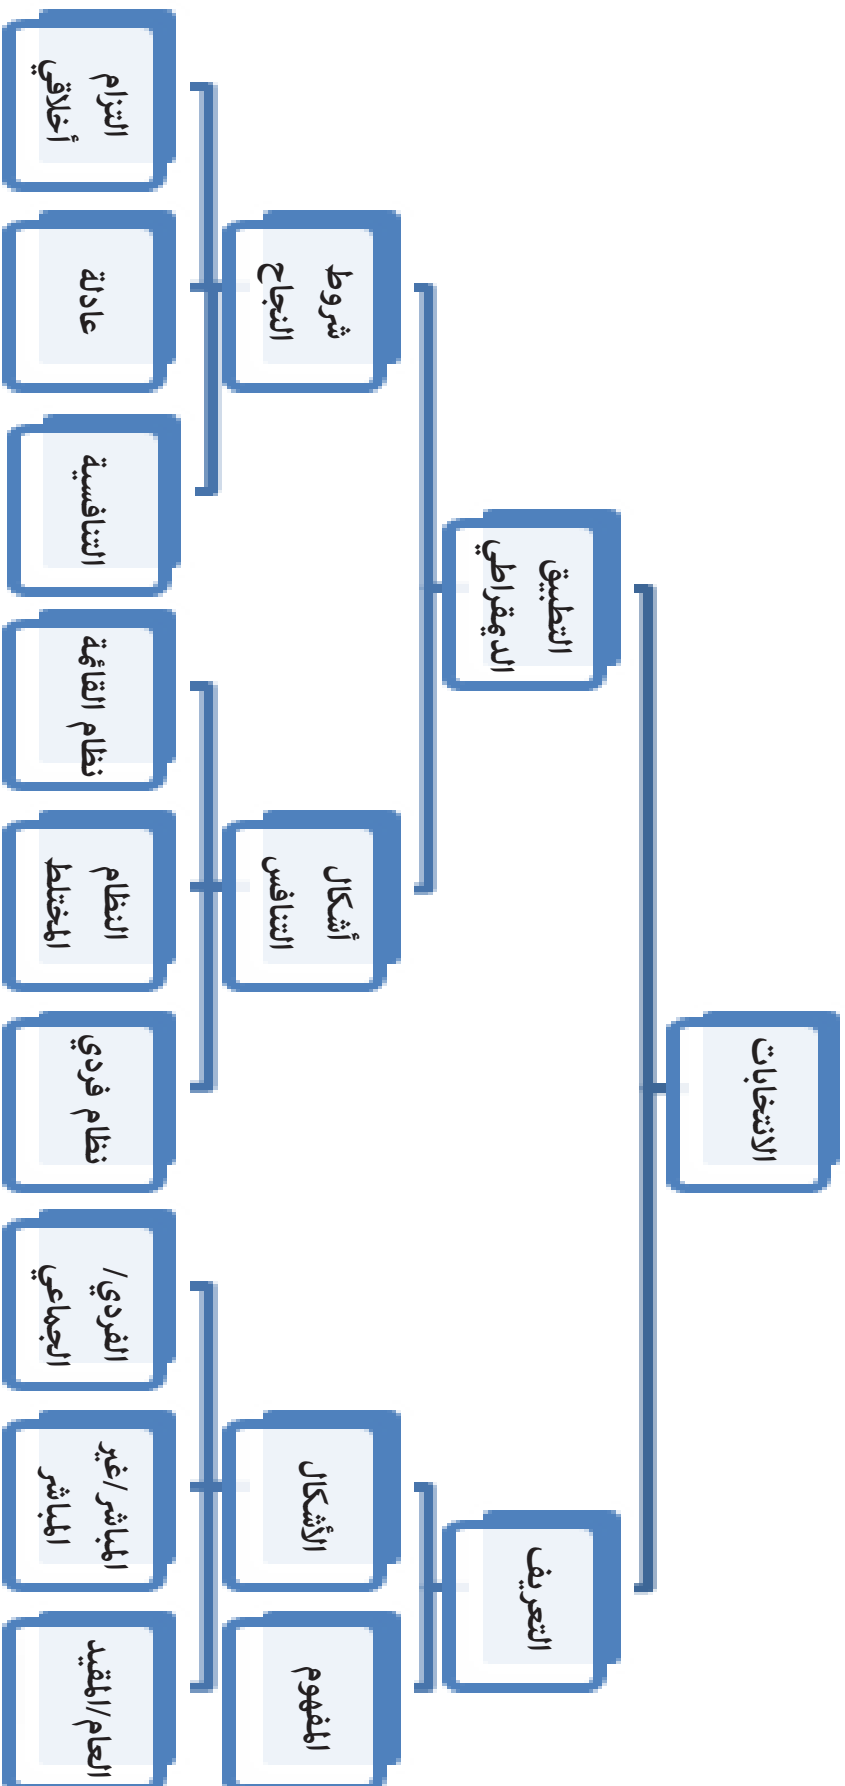 الانتخابات
التعريف
التطبيق
الديمقراطي
المفهوم
الأشكال
أشكال
التنافس
شروط
النجاح
العام/المقيد
المباشر/غير
المباشر
الفردي/
الجماعي
نظام فردي
النظام
المختلط
نظام القائمة
التنافسية
عادلة
التزام
أخلاقي